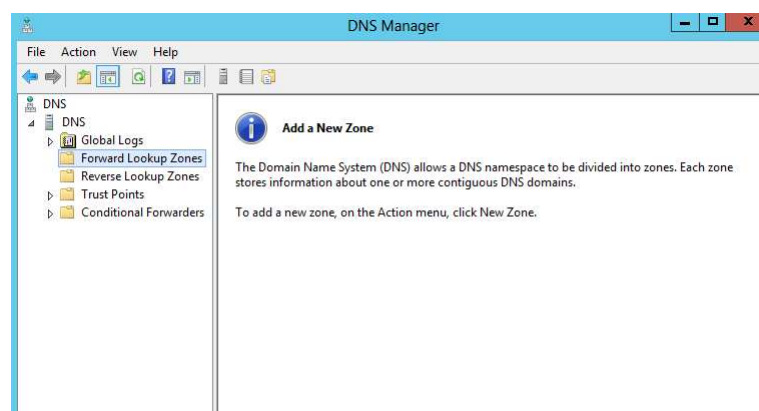 DNS Manager
File Action View Help
DNS
DNS
Global Logs
Forward Lookup Zones
Reverse Lookup Zones
Trust Points
Conditional Forwarders
Add a New Zone
The Domain Name System (DNS) allows a DNS namespace to be divided into zones. Each zone
stores information about one or more contiguous DNS domains.
To add a new zone, on the Action menu, click New Zone.